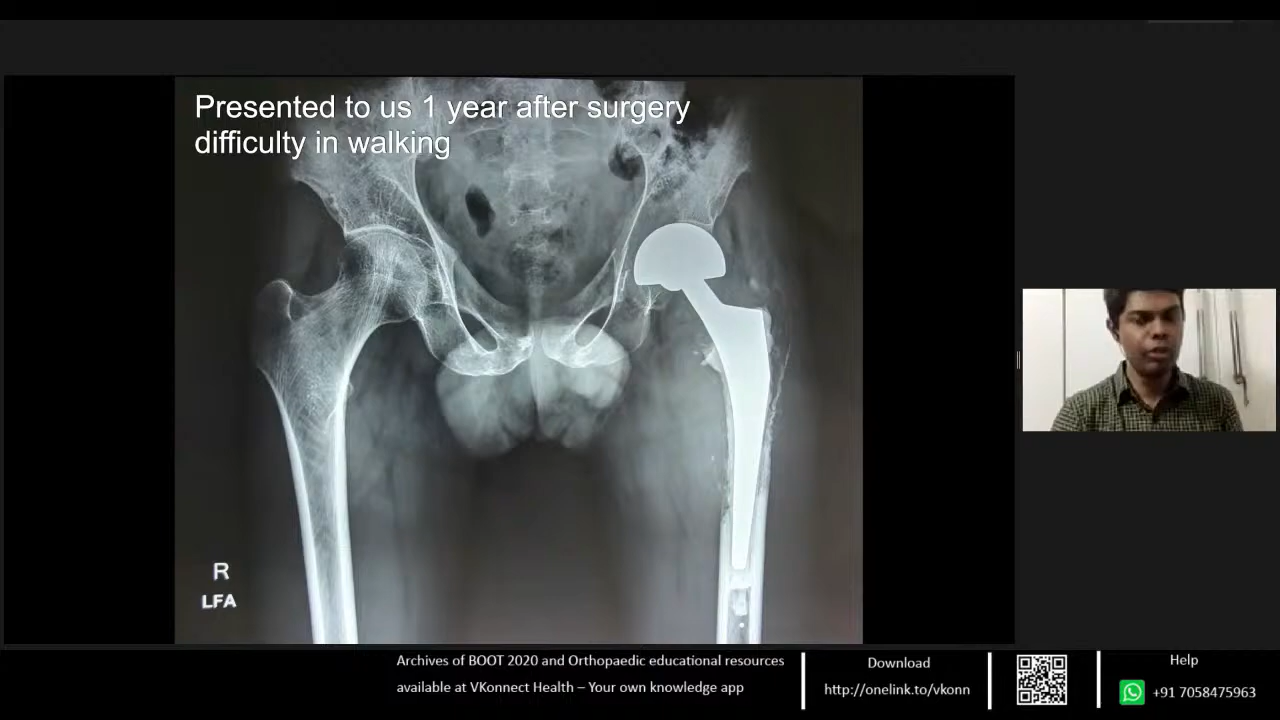 Presented to us 1 year after surgery
difficulty in walking
R
LFA
Archives of BOOT 2020 and Orthopaedic educational resources
available at VKonnect Health – Your own knowledge app
Download
http://onelink.to/vkonn
Help
+91 7058475963